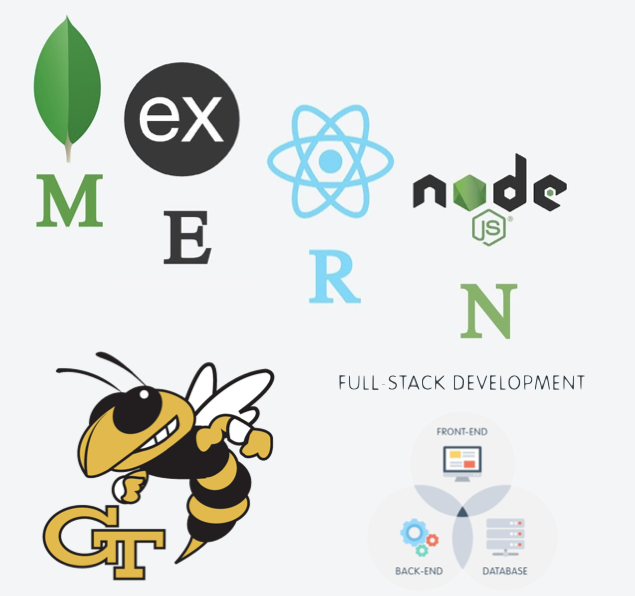 ex
M
node
JS
E
R
N
FULL-STACK DEVELOPMENT
FRONT-END
GT
BACK-END
DATABASE